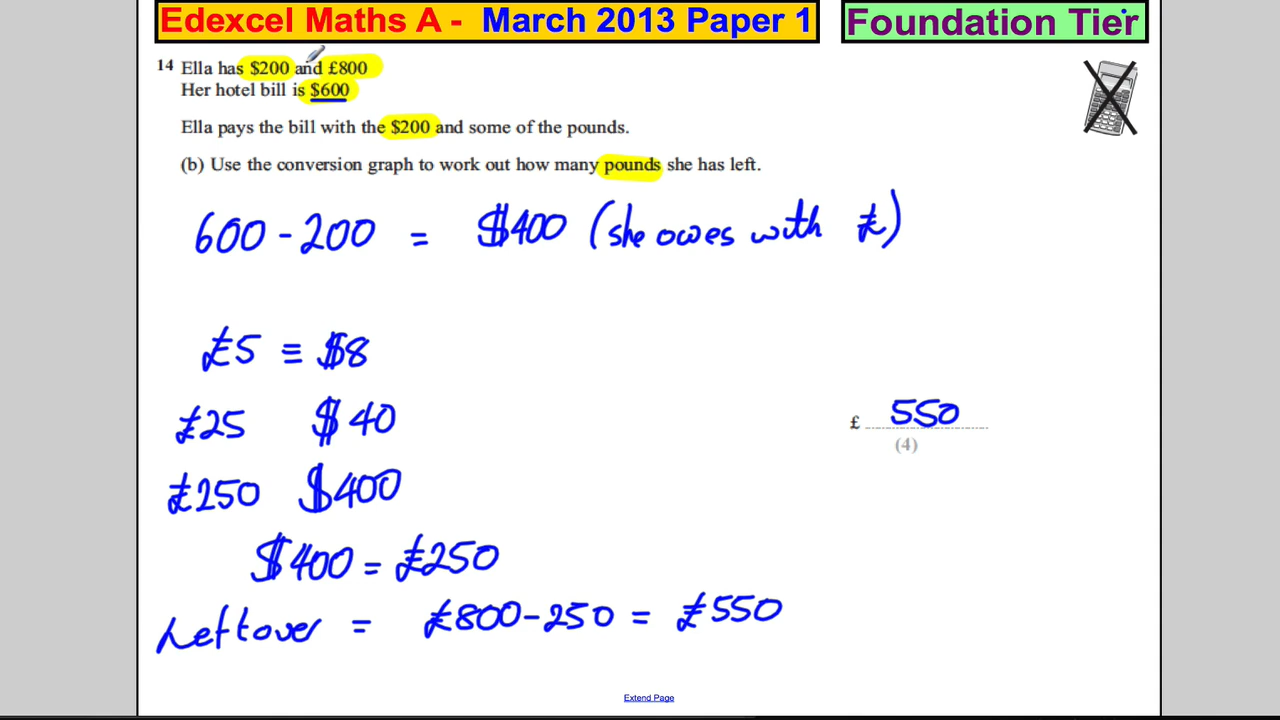 Edexcel Maths A - March 2013 Paper 1
Foundation Tier
14 Ella has $200 and £800
Her hotel bill is $600
Ella pays the bill with the $200 and some of the pounds.
(b) Use the conversion graph to work out how many pounds she has left.
600 - 200 = $400 (she owes with £)
£5 ≡ $8
£25 $40
£ 550
(4)
£250 $400
$400 = £250
Leftover = £800 - 250 = £550
Extend Page